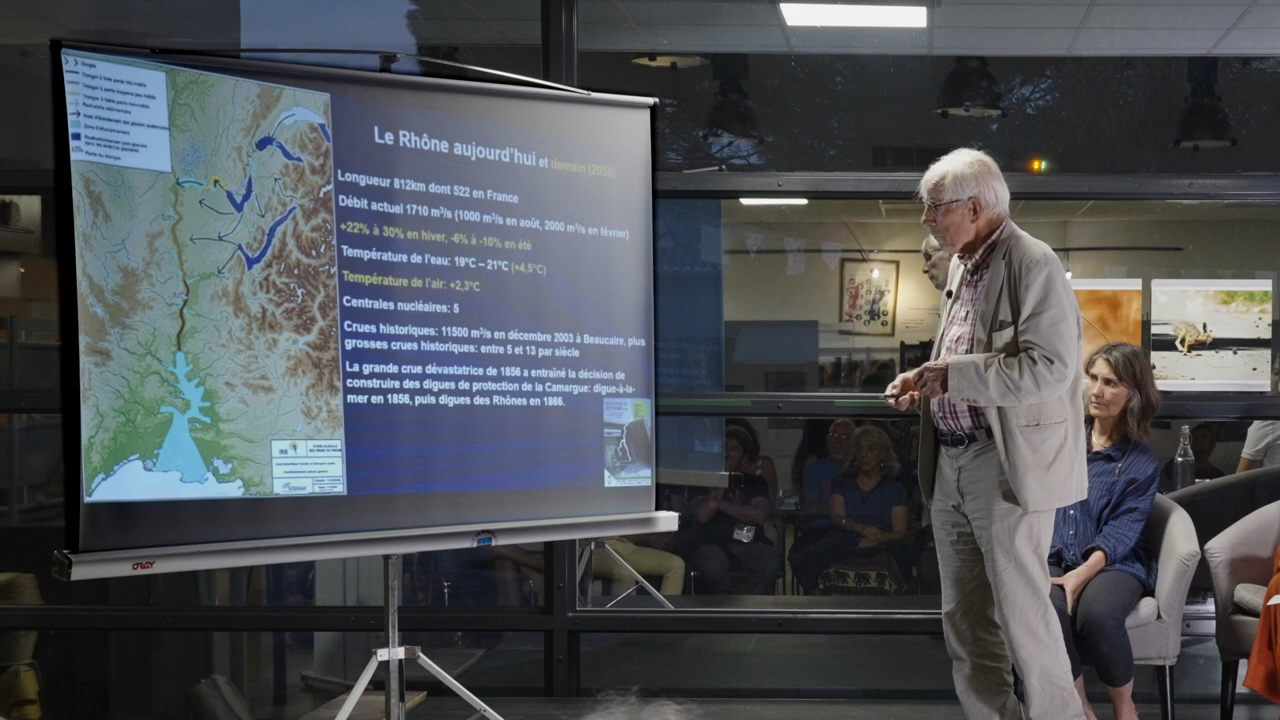 Le Rhône aujourd'hui et demain (2050)
Longueur 812km dont 522 en France
Débit actuel 1710 m³/s (1000 m³/s en août, 2000 m³/s en février)
+22% à 30% en hiver, -6% à -10% en été
Température de l'eau: 19°C – 21°C (+4,5°C)
Température de l'air: +2,3°C
Centrales nucléaires: 5
Crues historiques: 11500 m³/s en décembre 2003 à Beaucaire, plus
grosses crues historiques: entre 5 et 13 par siècle
La grande crue dévastatrice de 1856 a entraîné la décision de
construire des digues de protection de la Camargue: digue-à-la-
mer en 1856, puis digues des Rhônes en 1866.
ORAY